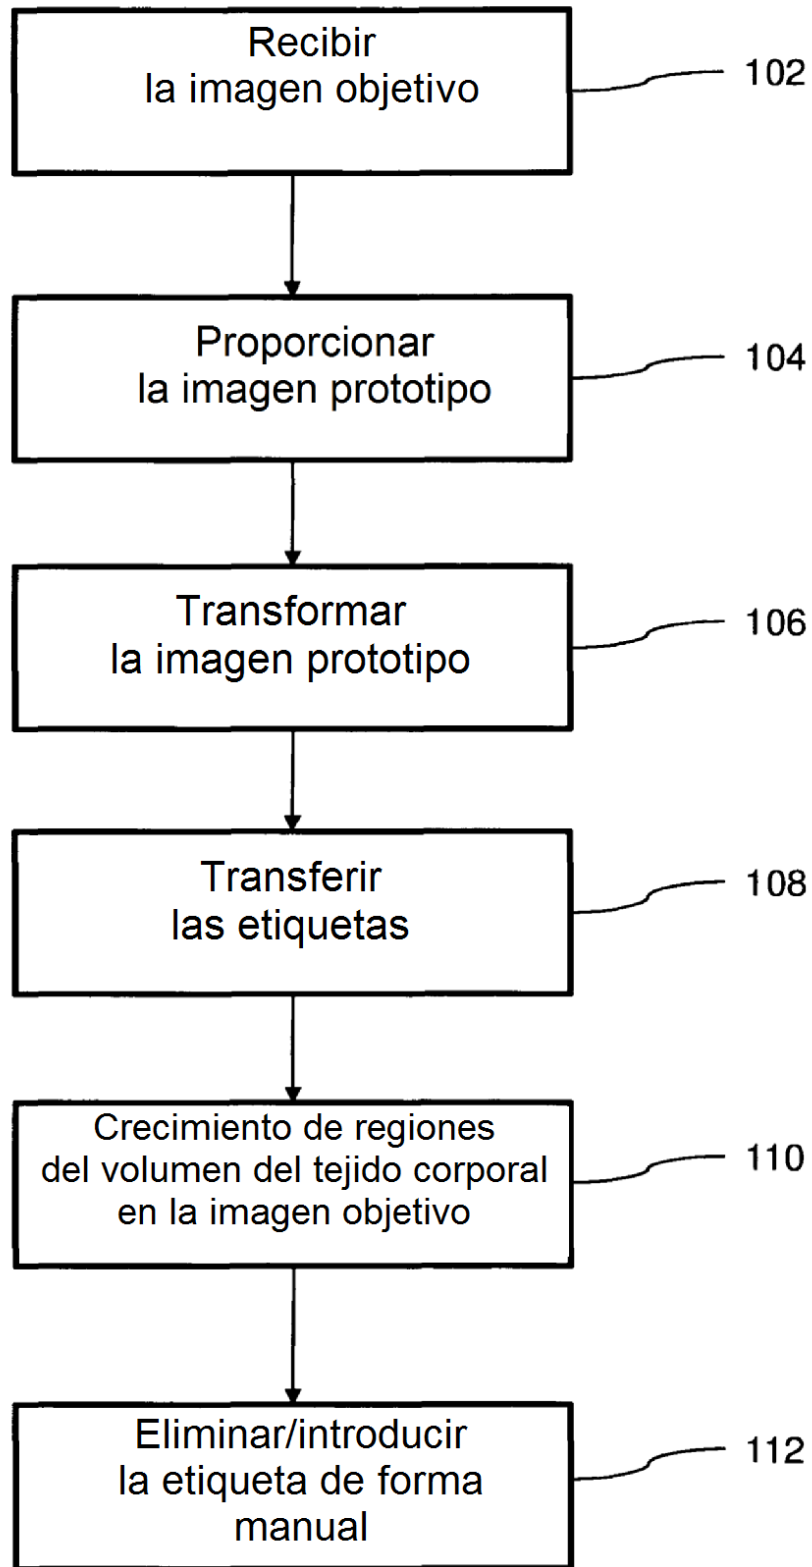 Recibir
la imagen objetivo
102
Proporcionar
la imagen prototipo
104
Transformar
la imagen prototipo
106
Transferir
las etiquetas
108
Crecimiento de regiones
del volumen del tejido corporal
en la imagen objetivo
110
Eliminar/introducir
la etiqueta de forma
manual
112